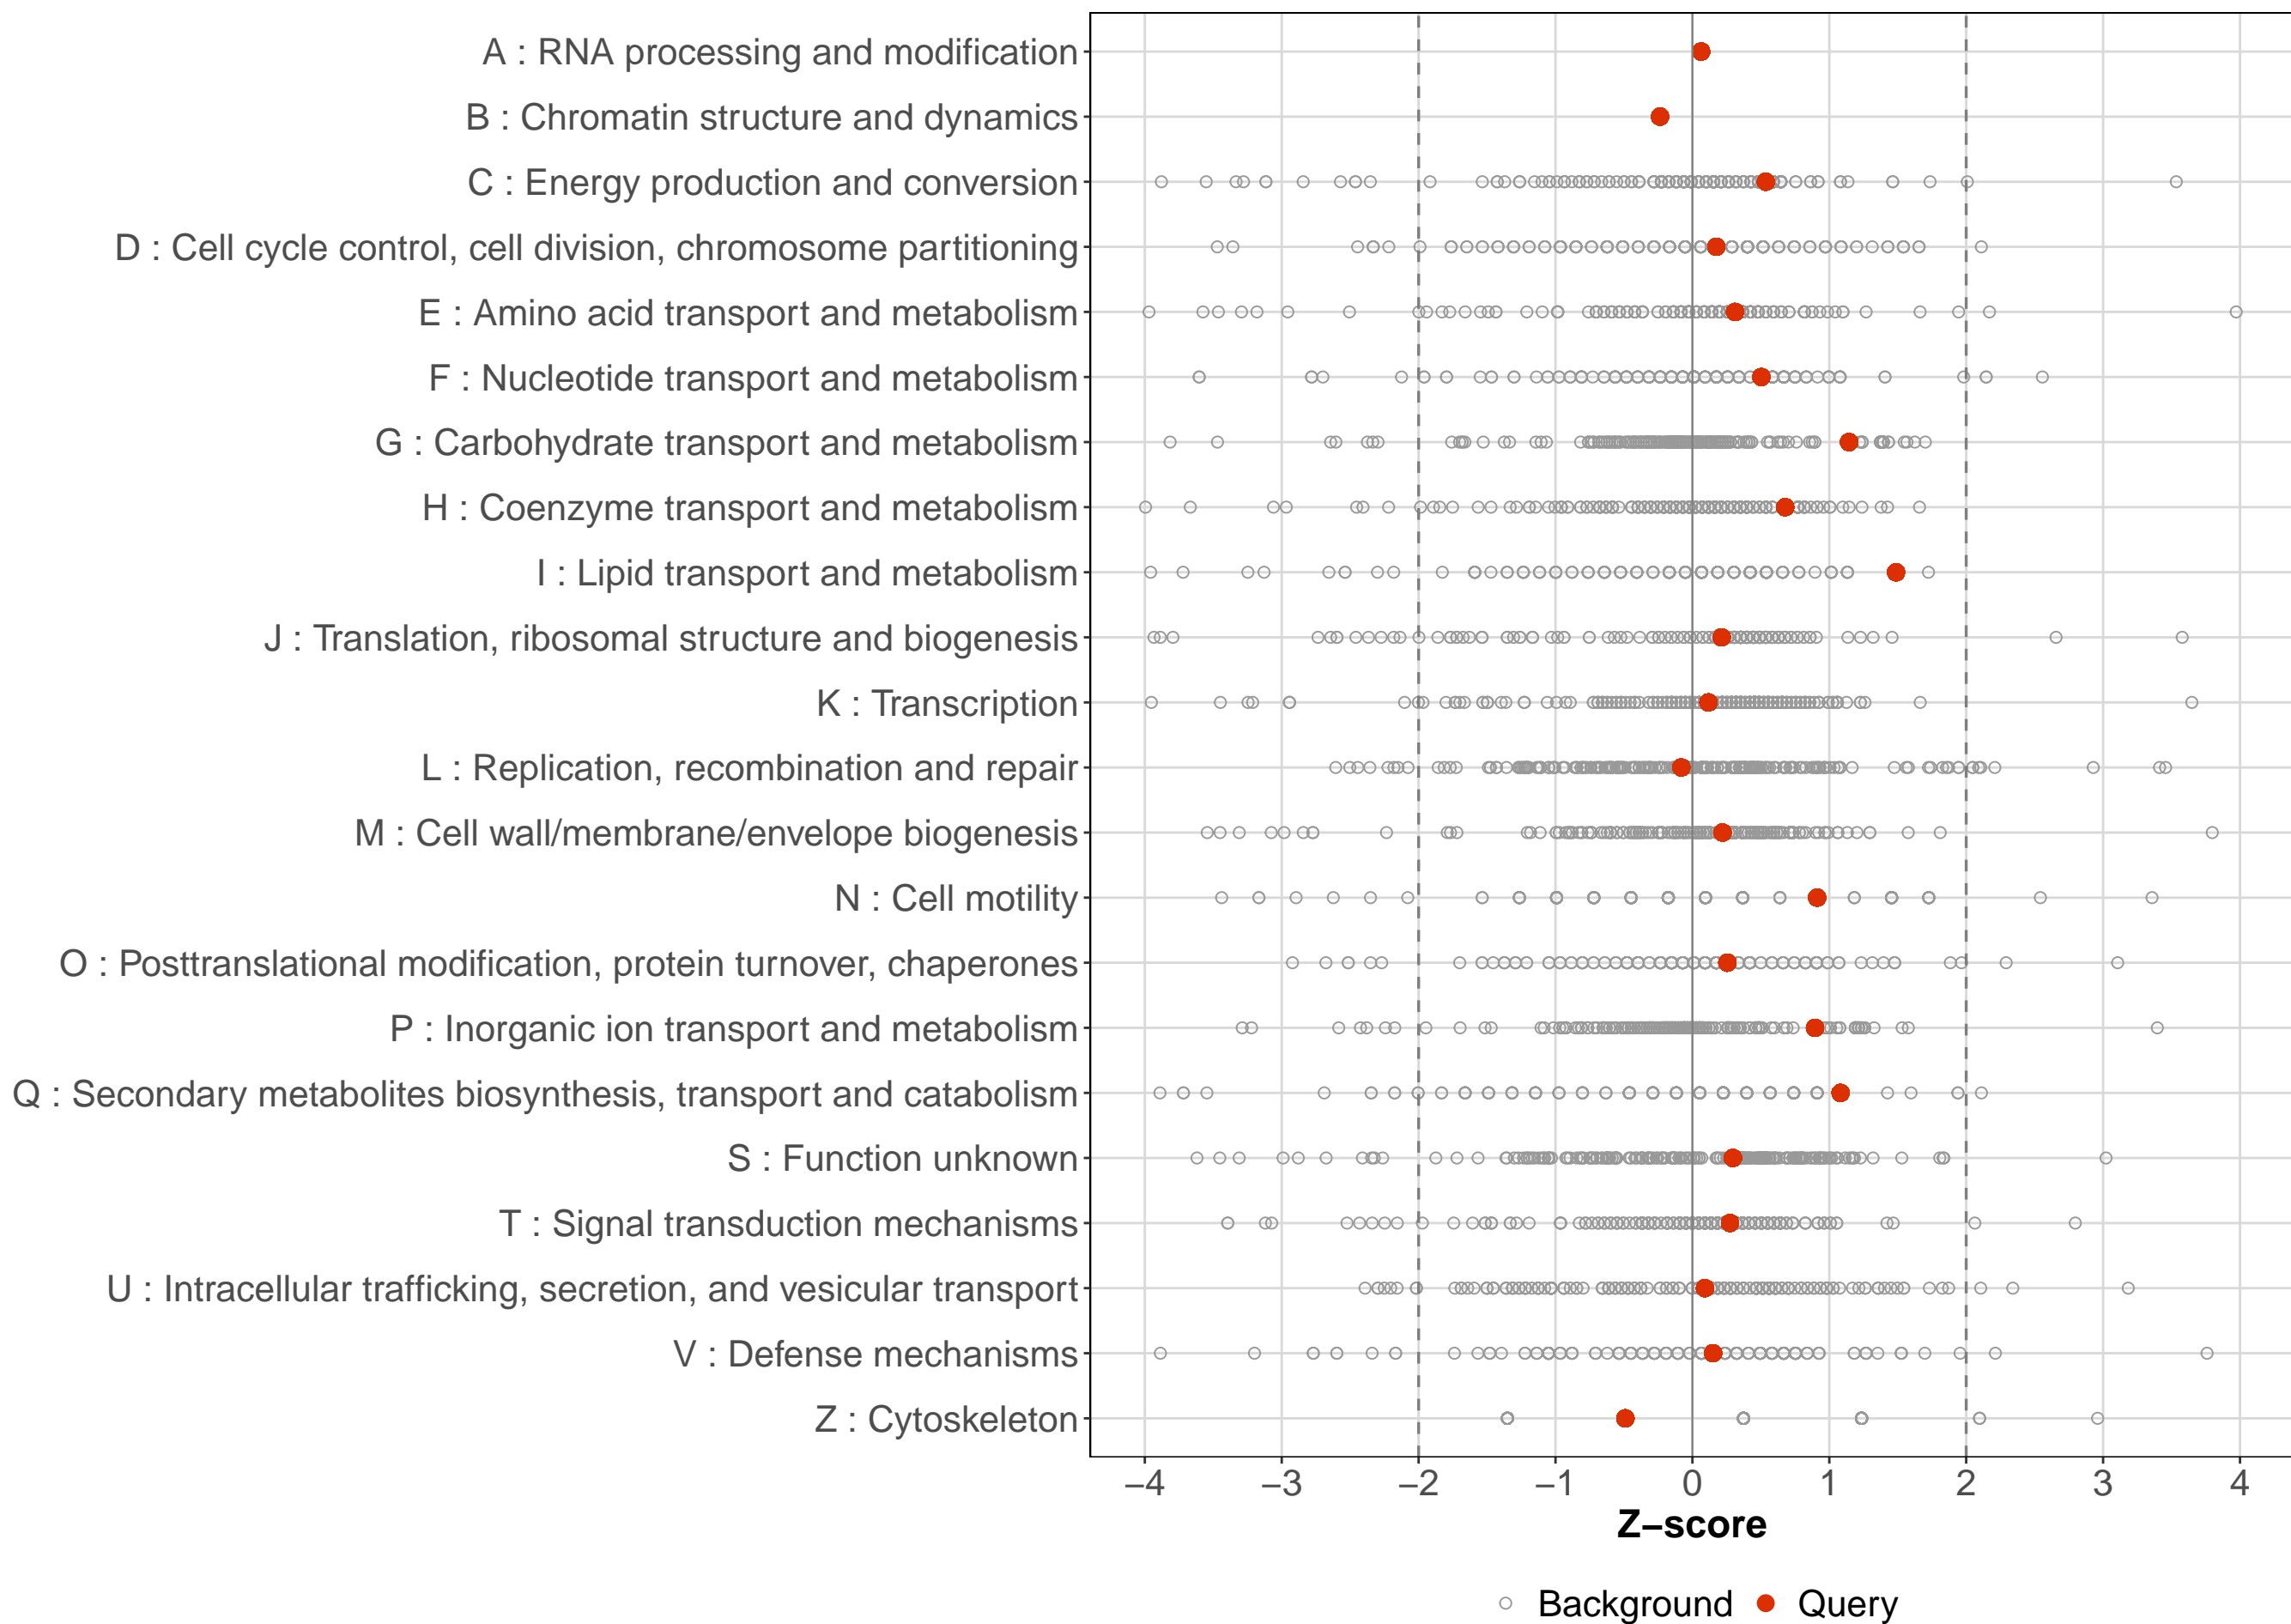 A : RNA processing and modification
B : Chromatin structure and dynamics
C : Energy production and conversion
D : Cell cycle control, cell division, chromosome partitioning
E : Amino acid transport and metabolism
F : Nucleotide transport and metabolism
G : Carbohydrate transport and metabolism
H : Coenzyme transport and metabolism
I : Lipid transport and metabolism
J : Translation, ribosomal structure and biogenesis
K : Transcription
L : Replication, recombination and repair
M : Cell wall/membrane/envelope biogenesis
N : Cell motility
O : Posttranslational modification, protein turnover, chaperones
P : Inorganic ion transport and metabolism
Q : Secondary metabolites biosynthesis, transport and catabolism
S : Function unknown
T : Signal transduction mechanisms
U : Intracellular trafficking, secretion, and vesicular transport
V : Defense mechanisms
Z : Cytoskeleton
−4 −3 −2 −1 0 1 2 3 4
Z−score
Background Query